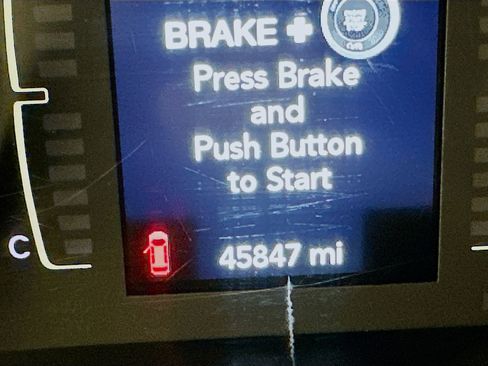 BRAKE +
Press Brake
and
Push Button
to Start
45847 mi
C